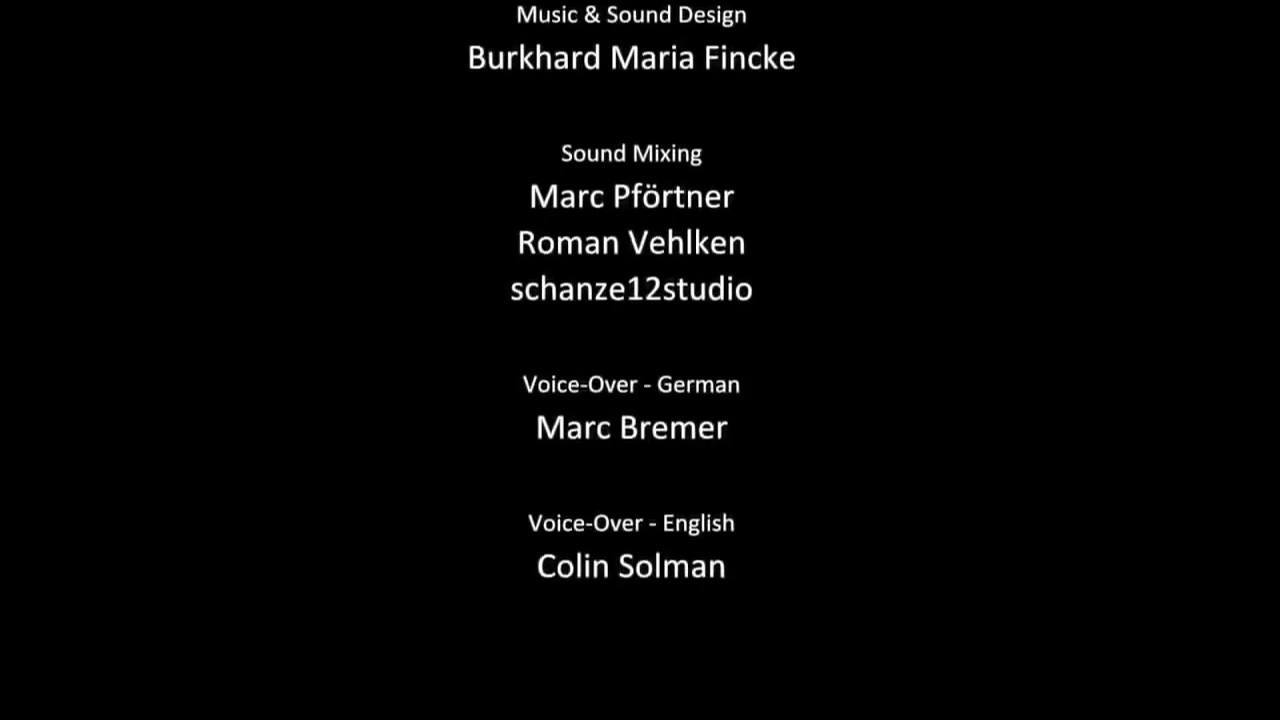 Music & Sound Design
Burkhard Maria Fincke
Sound Mixing
Marc Pförtner
Roman Vehlken
schanze12studio
Voice-Over - German
Marc Bremer
Voice-Over - English
Colin Solman